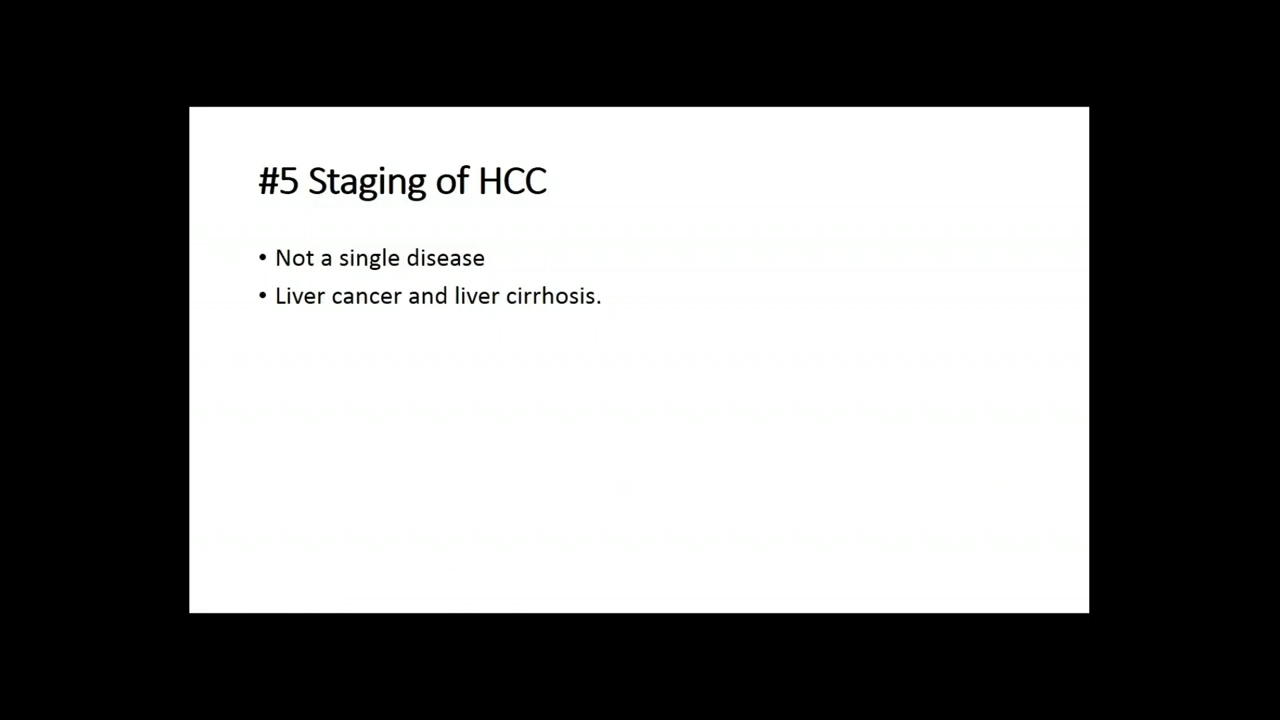 #5 Staging of HCC
• Not a single disease
• Liver cancer and liver cirrhosis.